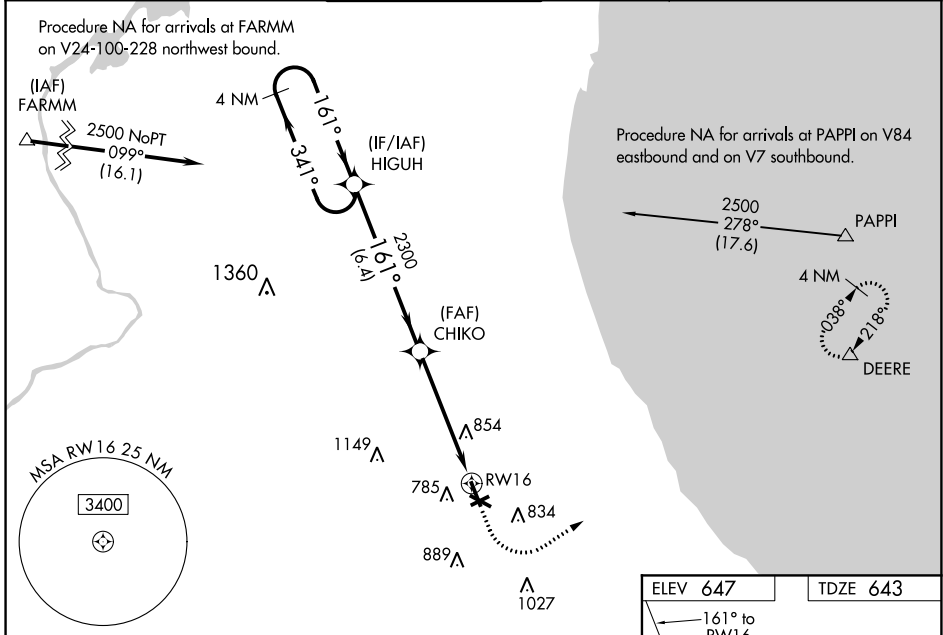 Procedure NA for arrivals at FARMM
on V24-100-228 northwest bound.
(IAF)
FARMM
2500 NoPT
099°
(16.1)
4 NM
161°
341°
(IF/IAF)
HIGUH
Procedure NA for arrivals at PAPPI on V84
eastbound and on V7 southbound.
2500
278°
(17.6)
PAPPI
4 NM
038°
218°
DEERE
2300
161°
(6.4)
1360
(FAF)
CHIKO
854
1149
785
RW16
834
889
1027
MSA RW16 25 NM
3400
ELEV 647
TDZE 643
161° to
RW16